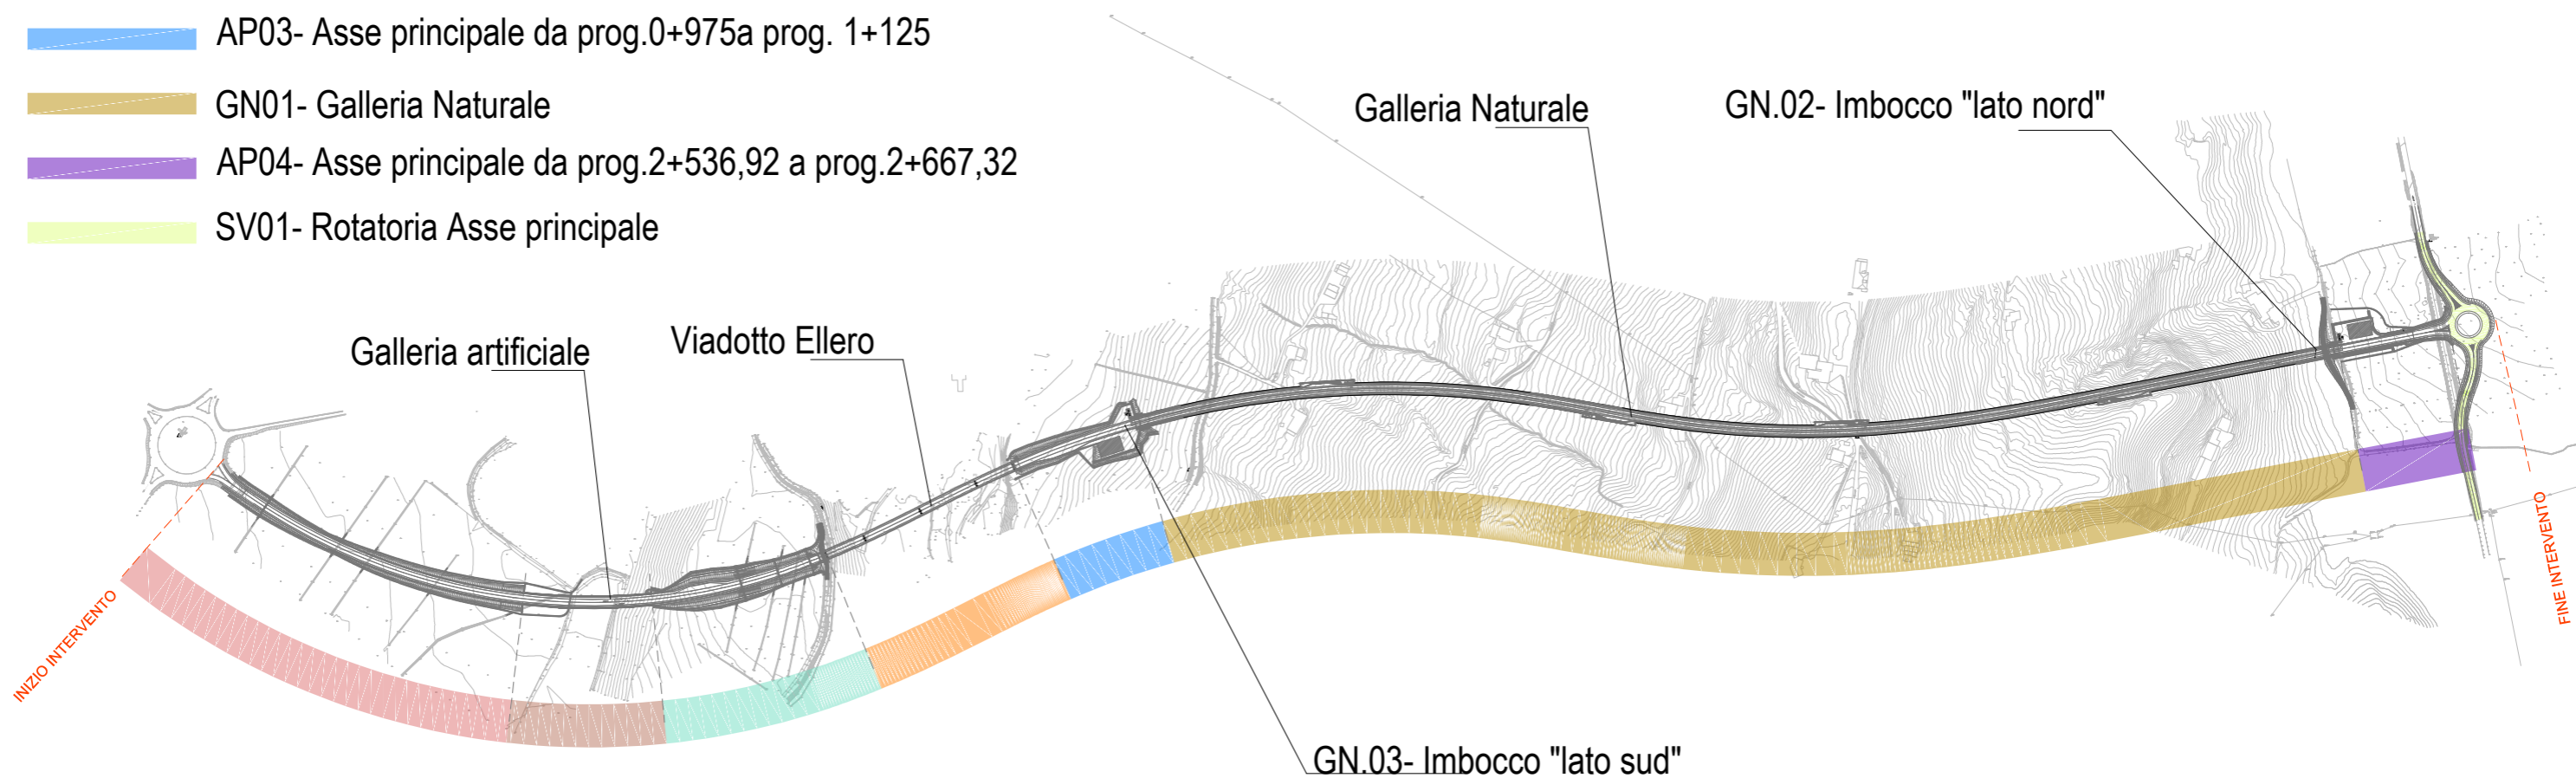 AP03- Asse principale da prog.0+975a prog. 1+125
GN01- Galleria Naturale
AP04- Asse principale da prog.2+536,92 a prog.2+667,32
SV01- Rotatoria Asse principale
Galleria Naturale
GN.02- Imbocco "lato nord"
Galleria artificiale
Viadotto Ellero
INIZIO INTERVENTO
FINE INTERVENTO
GN.03- Imbocco "lato sud"